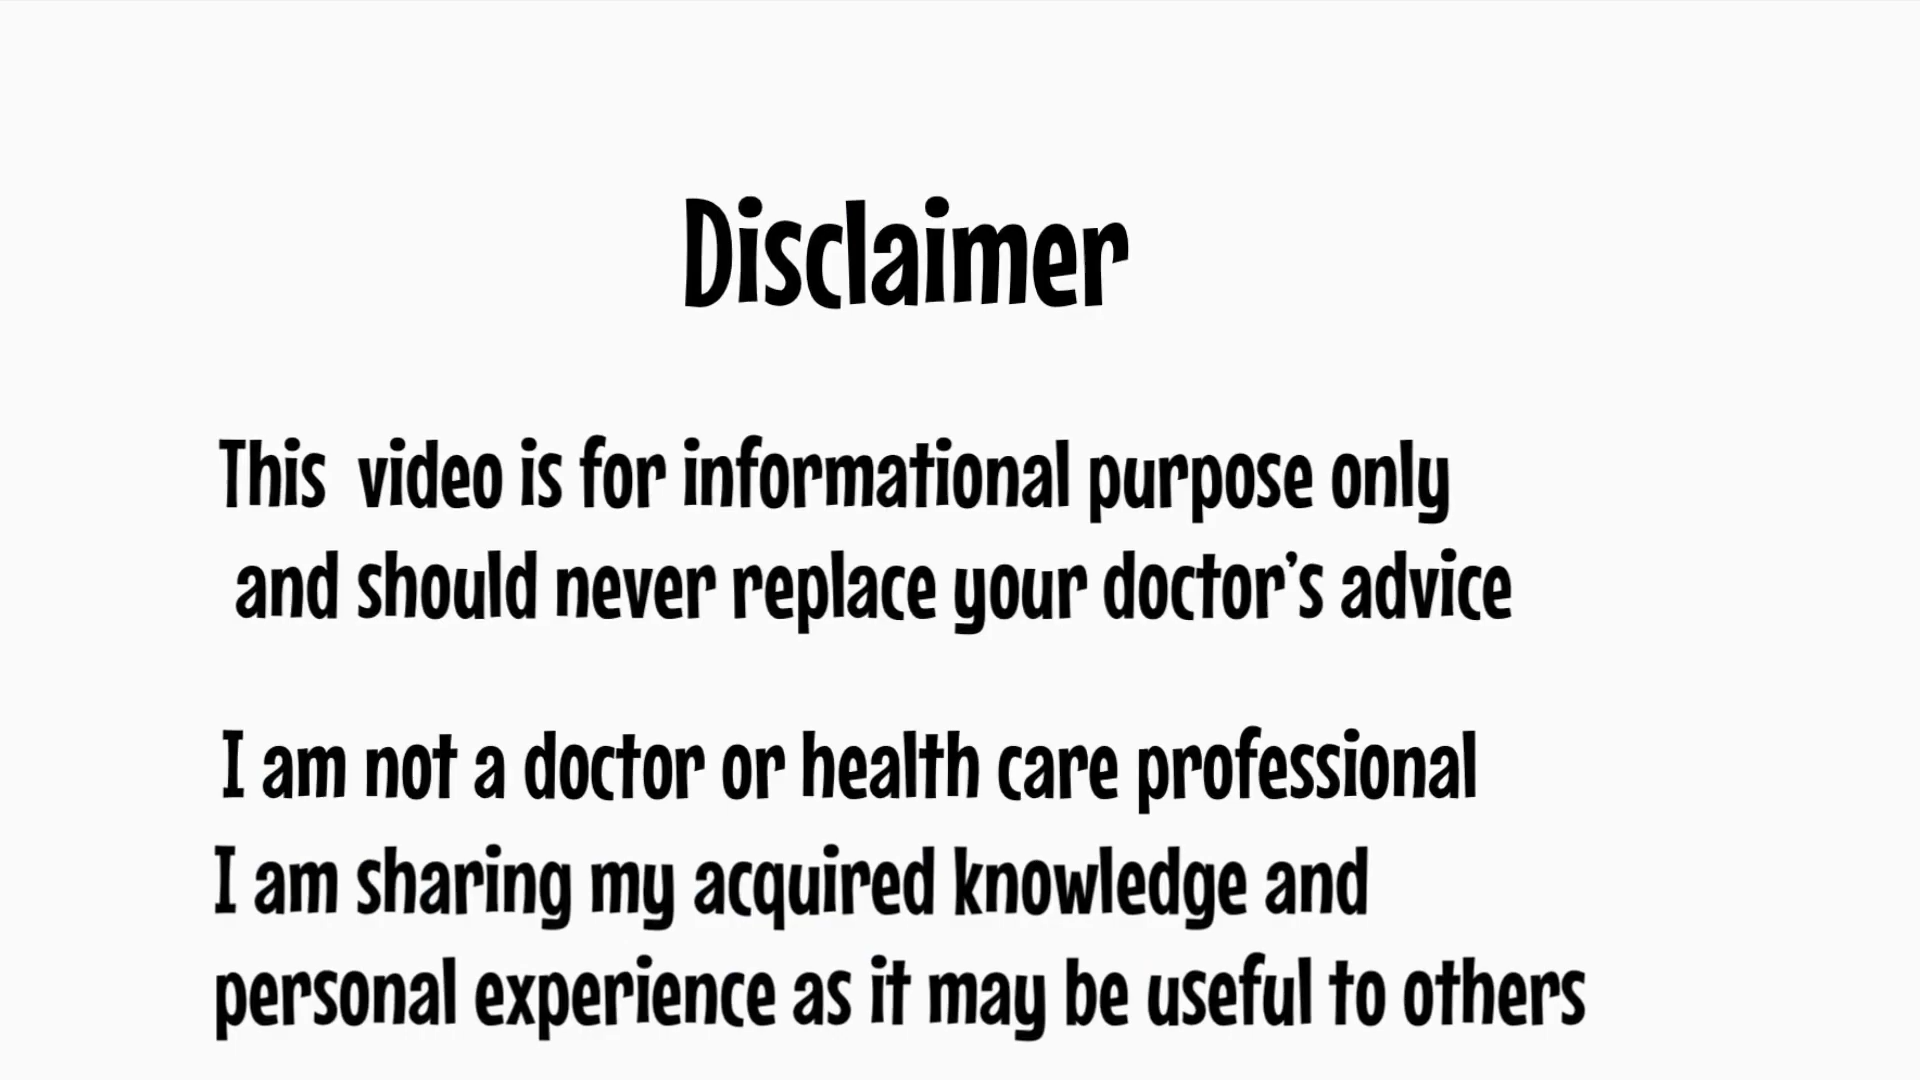 Disclaimer
This video is for informational purpose only
and should never replace your doctor's advice
I am not a doctor or health care professional
I am sharing my acquired knowledge and
personal experience as it may be useful to others